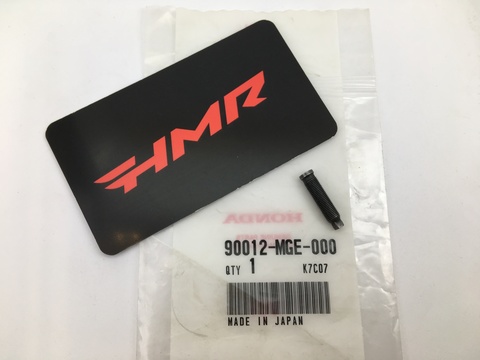 HMR
HONDA
90012-MGE-000
QTY 1 K7C07
MADE IN JAPAN